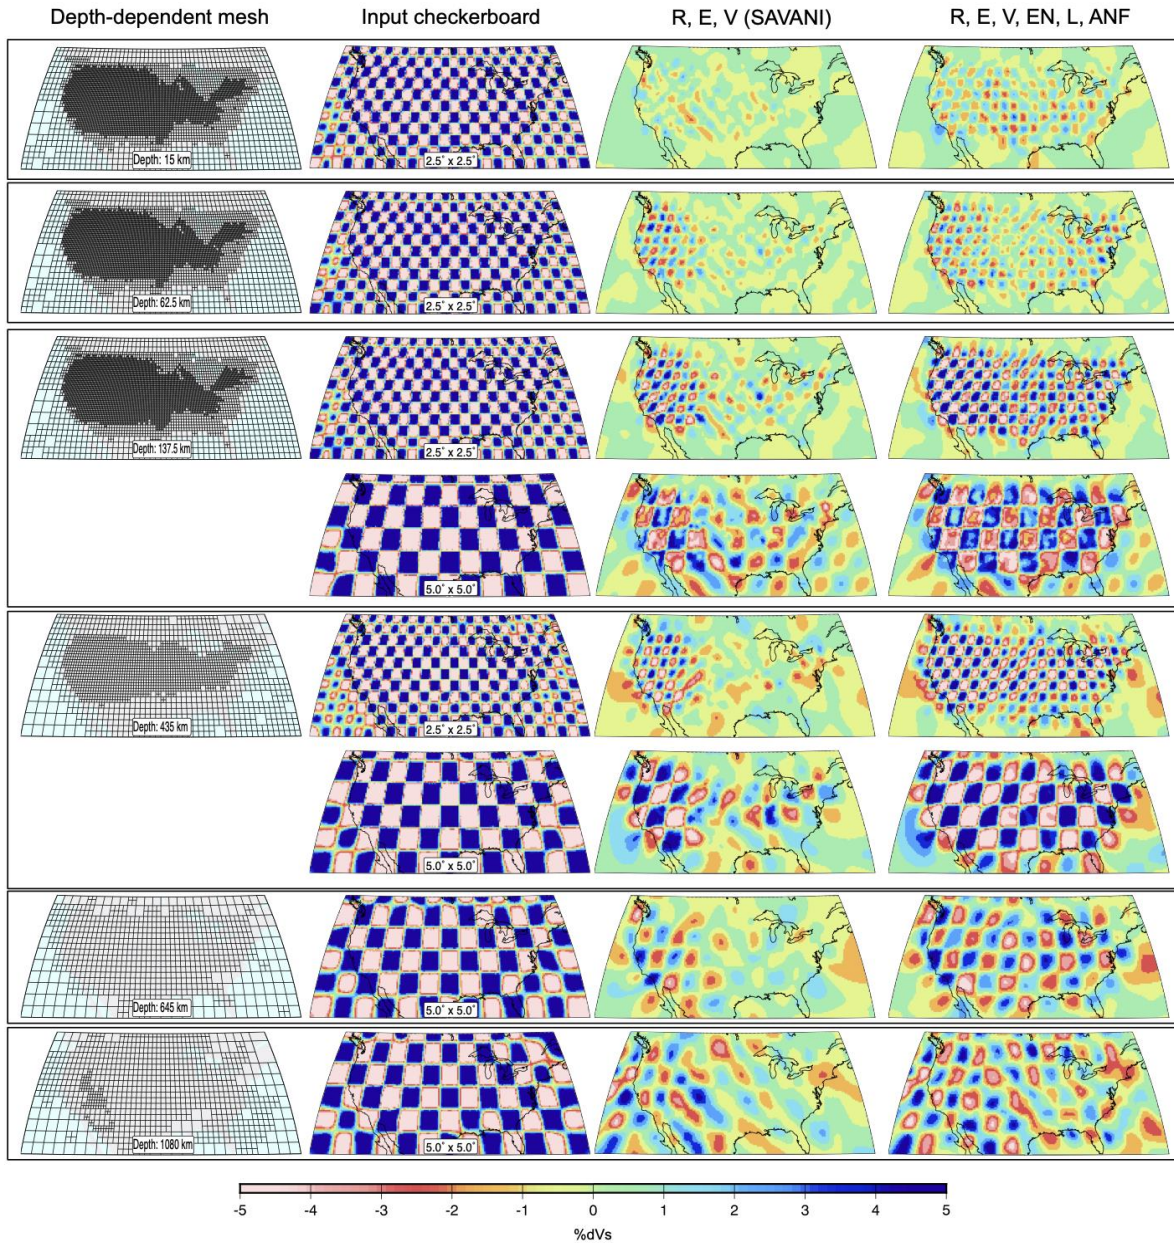 Depth-dependent mesh Input checkerboard R, E, V (SAVANI) R, E, V, EN, L, ANF
Depth: 15 km 2.5° x 2.5°
Depth: 62.5 km 2.5° x 2.5°
Depth: 137.5 km 2.5° x 2.5°
5.0° x 5.0°
Depth: 435 km 2.5° x 2.5°
5.0° x 5.0°
Depth: 645 km 5.0° x 5.0°
Depth: 1080 km 5.0° x 5.0°
-5 -4 -3 -2 -1 0 1 2 3 4 5
%dVs